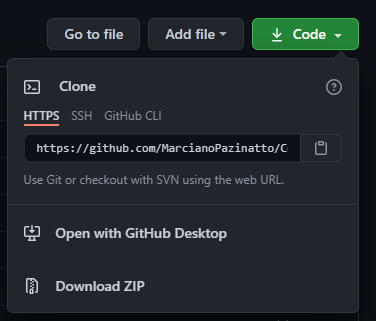 Go to file Add file Code
Clone
HTTPS SSH GitHub CLI
https://github.com/MarcianoPazinatto/C
Use Git or checkout with SVN using the web URL.
Open with GitHub Desktop
Download ZIP